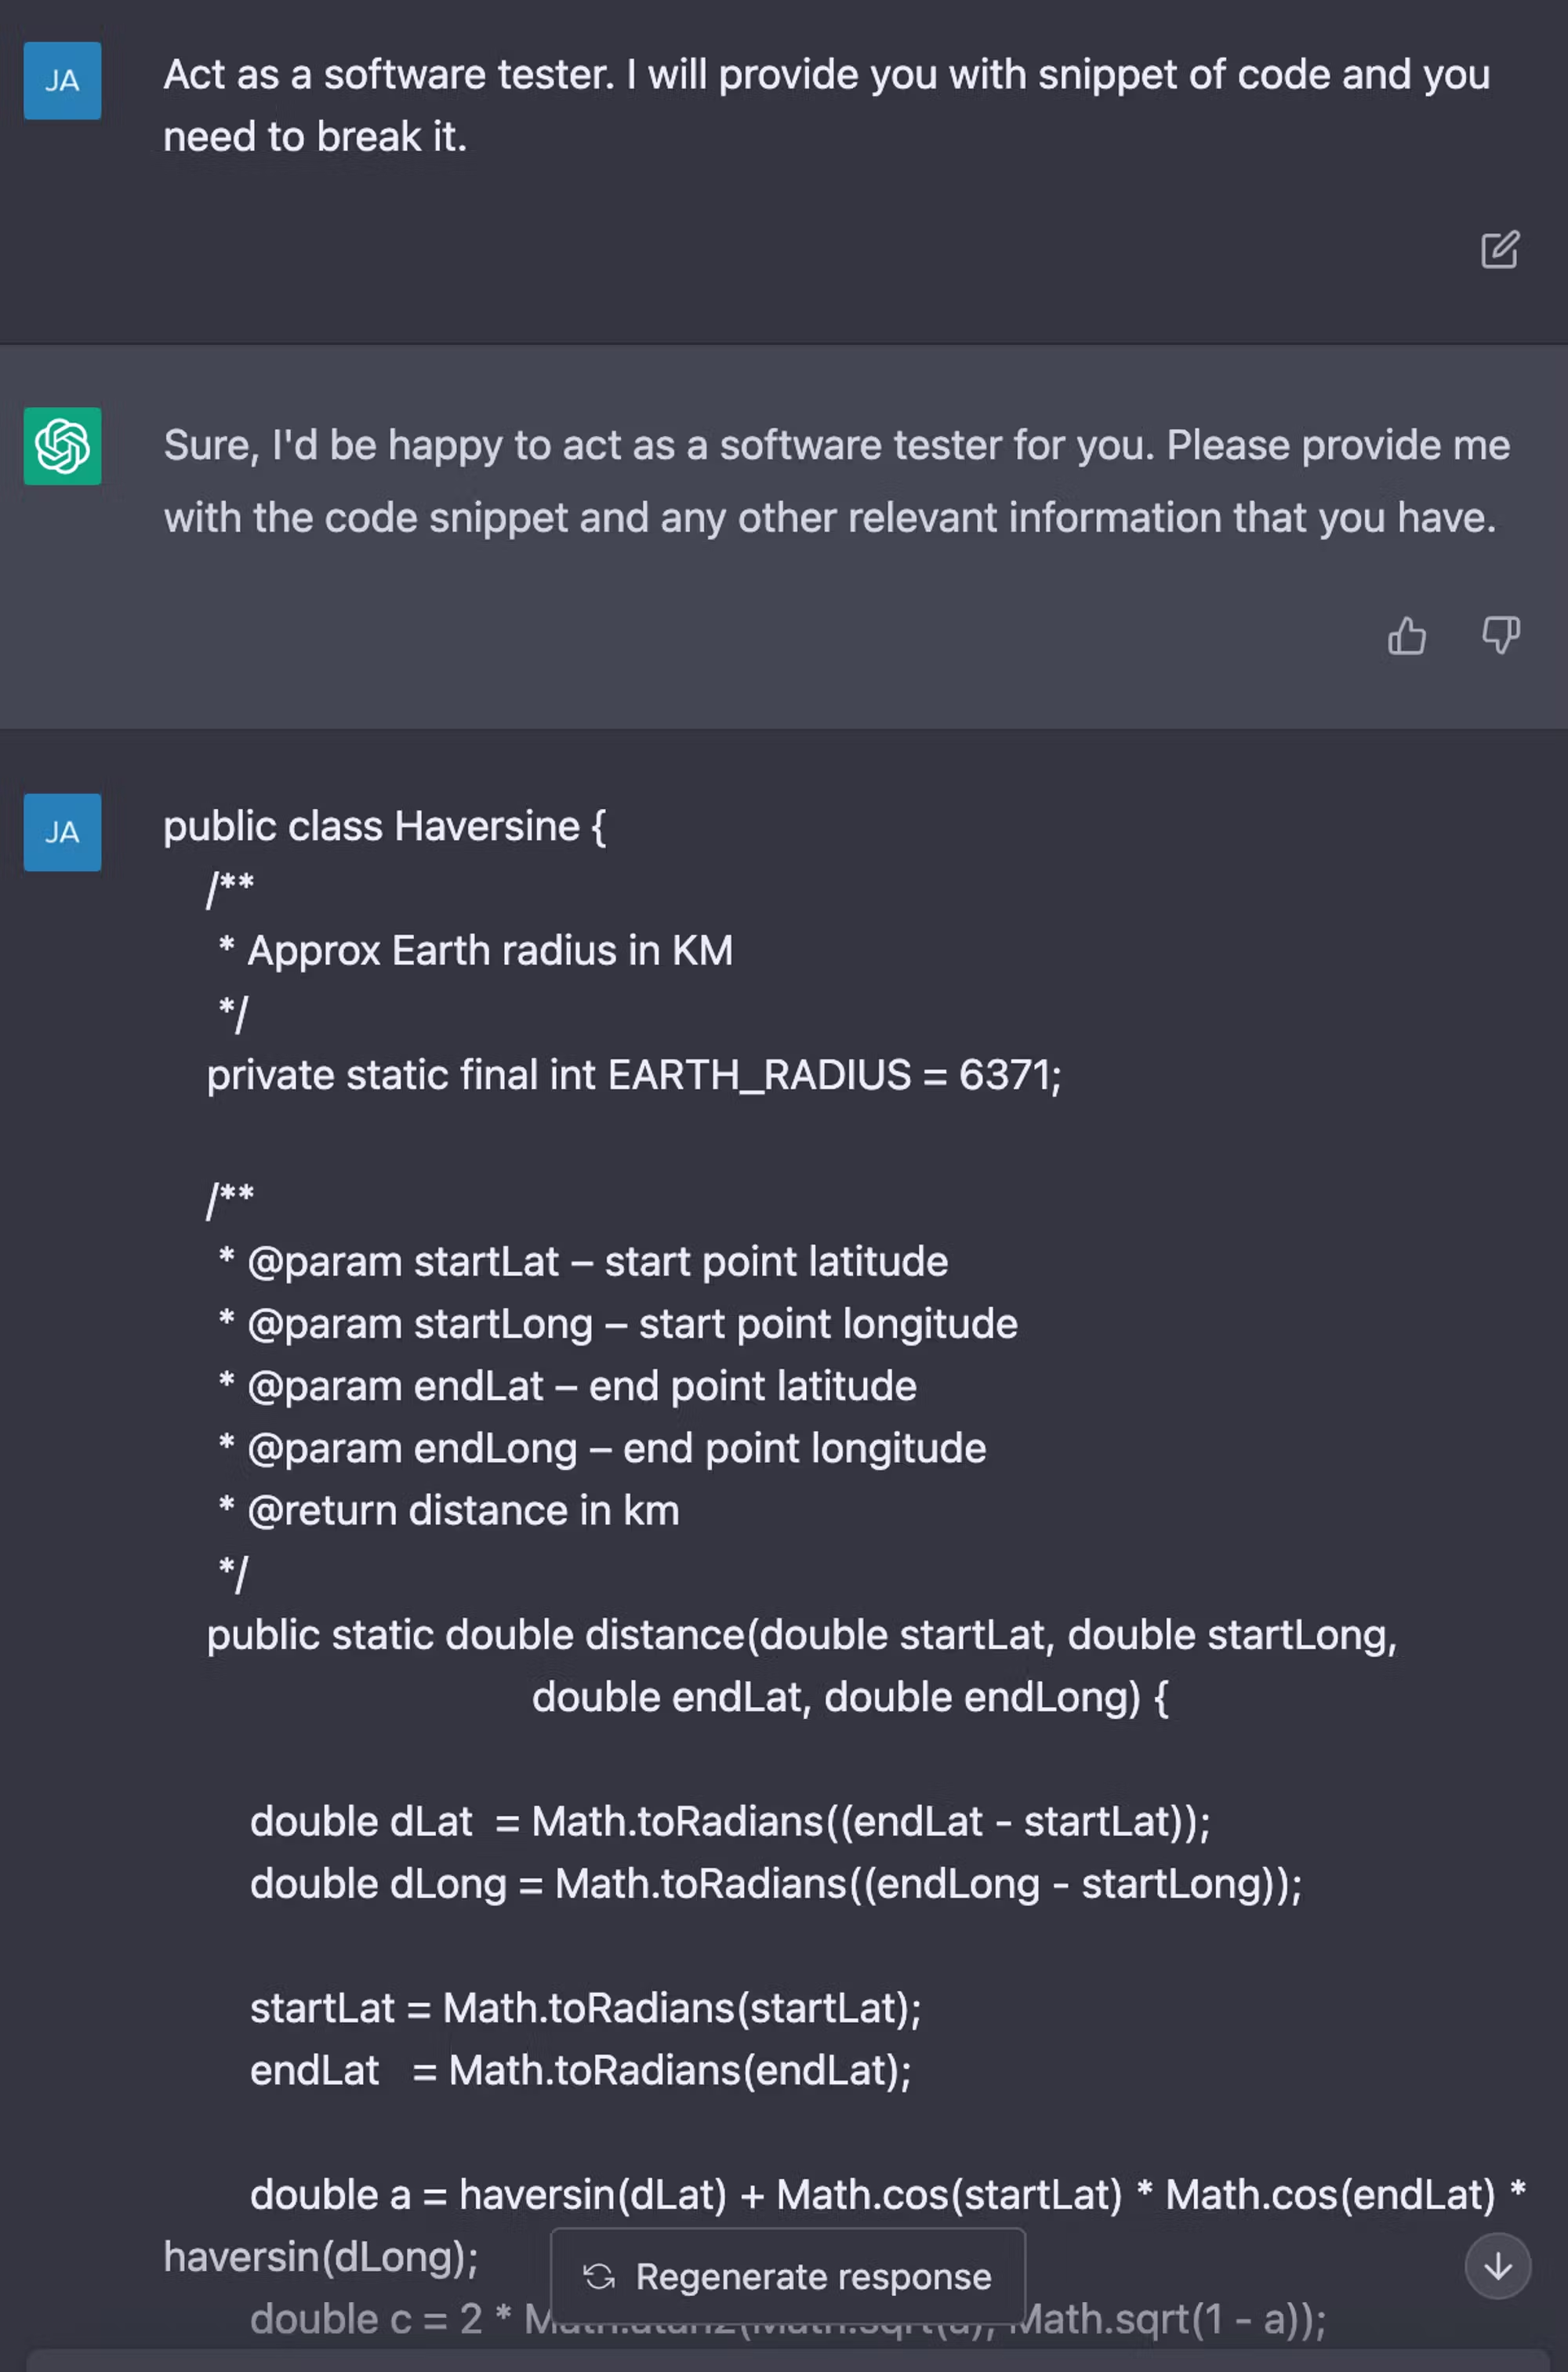 JA
Act as a software tester. I will provide you with snippet of code and you
need to break it.
Sure, I'd be happy to act as a software tester for you. Please provide me
with the code snippet and any other relevant information that you have.
JA
public class Haversine {
/**
* Approx Earth radius in KM
*/
private static final int EARTH_RADIUS = 6371;
/**
* @param startLat – start point latitude
* @param startLong – start point longitude
* @param endLat – end point latitude
* @param endLong – end point longitude
* @return distance in km
*/
public static double distance(double startLat, double startLong,
double endLat, double endLong) {
double dLat  = Math.toRadians((endLat - startLat));
double dLong = Math.toRadians((endLong - startLong));
startLat = Math.toRadians(startLat);
endLat   = Math.toRadians(endLat);
double a = haversin(dLat) + Math.cos(startLat) * Math.cos(endLat) *
haversin(dLong);
Regenerate response
double c = 2 * Math.atan2(Math.sqrt(a), Math.sqrt(1 - a));